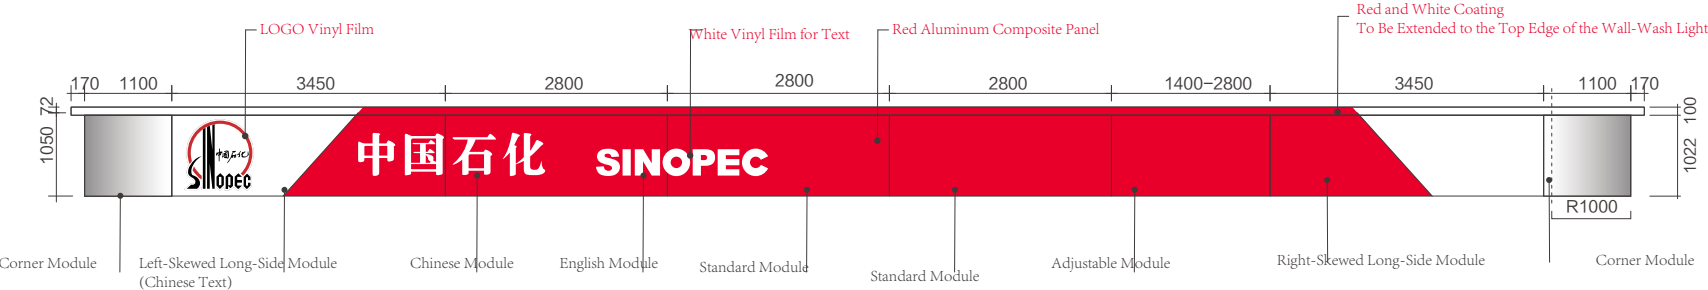 Red and White Coating
LOGO Vinyl Film
White Vinyl Film for Text
Red Aluminum Composite Panel
To Be Extended to the Top Edge of the Wall-Wash Light
170 1100 3450 2800 2800 2800 1400-2800 3450 1100 170
72
1050
100
1022
中国石化
SINOPEC
中国石化
SINOPEC
R1000
Corner Module
Left-Skewed Long-Side Module
(Chinese Text)
Chinese Module
English Module
Standard Module
Standard Module
Adjustable Module
Right-Skewed Long-Side Module
Corner Module